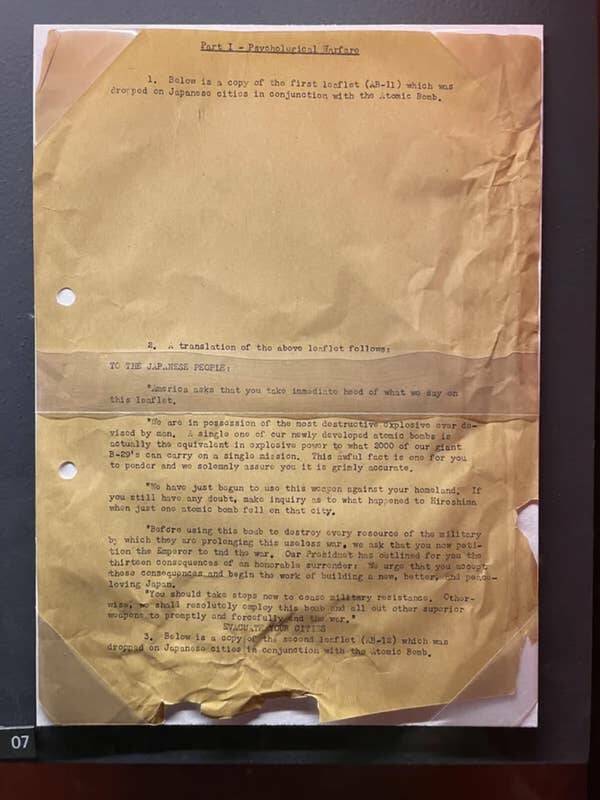 Part I - Psychological Warfare
1. Below is a copy of the first leaflet (AB-11) which was
dropped on Japanese cities in conjunction with the Atomic Bomb.
2. A translation of the above leaflet follows:
TO THE JAPANESE PEOPLE:
"America asks that you take immediate heed of what we say on
this leaflet.
"We are in possession of the most destructive explosive ever de-
vised by man. A single one of our newly developed atomic bombs is
actually the equivalent in explosive power to what 2000 of our giant
B-29's can carry on a single mission. This awful fact is one for you
to ponder and we solemnly assure you it is grimly accurate.
"We have just begun to use this weapon against your homeland. If
you still have any doubt, make inquiry as to what happened to Hiroshima
when just one atomic bomb fell on that city.
"Before using this bomb to destroy every resource of the military
by which they are prolonging this useless war, we ask that you now peti-
tion the Emperor to end the war. Our President has outlined for you the
thirteen consequences of an honorable surrender: We urge that you accept
these consequences and begin the work of building a new, better, and peace-
loving Japan.
"You should take steps now to cease military resistance. Other-
wise, we shall resolutely employ this bomb and all our other superior
weapons to promptly and forcefully end the war."
EVACUATE YOUR CITIES
3. Below is a copy of the second leaflet (AB-12) which was
dropped on Japanese cities in conjunction with the Atomic Bomb.
07